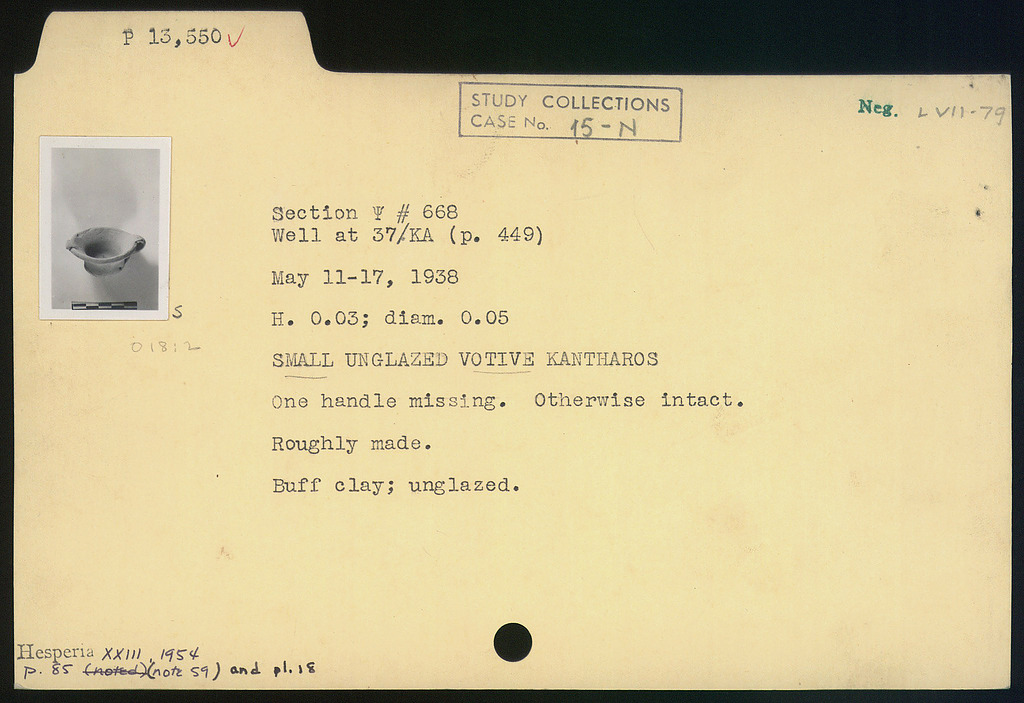 P 13,550 ✓
STUDY COLLECTIONS
CASE No. 15-N
Neg. LVII-79
Section Ψ # 668
Well at 37/KA (p. 449)
May 11-17, 1938
H. 0.03; diam. 0.05
S
01812
SMALL UNGLAZED VOTIVE KANTHAROS
One handle missing. Otherwise intact.
Roughly made.
Buff clay; unglazed.
Hesperia XXIII, 1954
p. 85 (noted) (note 59) and pl. 18